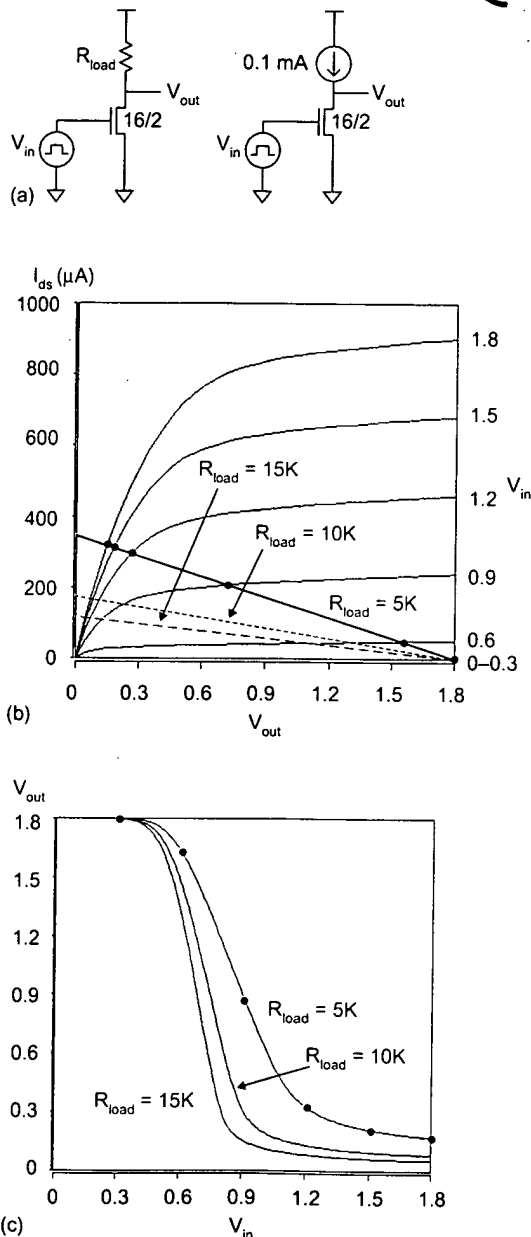 R_load
V_out
16/2
V_in
0.1 mA
V_out
16/2
V_in
(a)
I_ds (μA)
1000
800
600
400
200
0
1.8
1.5
1.2
0.9
0.6
0–0.3
V_in
R_load = 15K
R_load = 10K
R_load = 5K
0 0.3 0.6 0.9 1.2 1.5 1.8
V_out
(b)
V_out
1.8
1.5
0.9
0.6
0.3
0
R_load = 5K
R_load = 10K
R_load = 15K
0 0.3 0.6 0.9 1.2 1.5 1.8
V_in
(c)